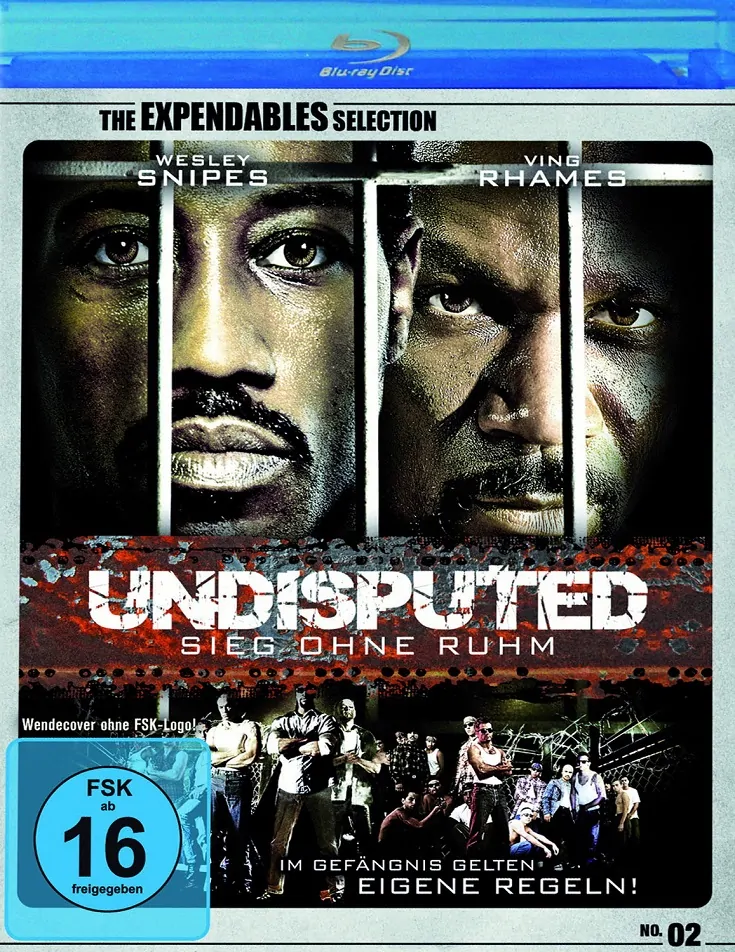 Blu-ray Disc
THE EXPENDABLES SELECTION
WESLEY SNIPES
VING RHAMES
UNDISPUTED
SIEG OHNE RUHM
Wendecover ohne FSK-Logo!
FSK
ab
16
freigegeben
IM GEFÄNGNIS GELTEN
EIGENE REGELN!
NO. 02